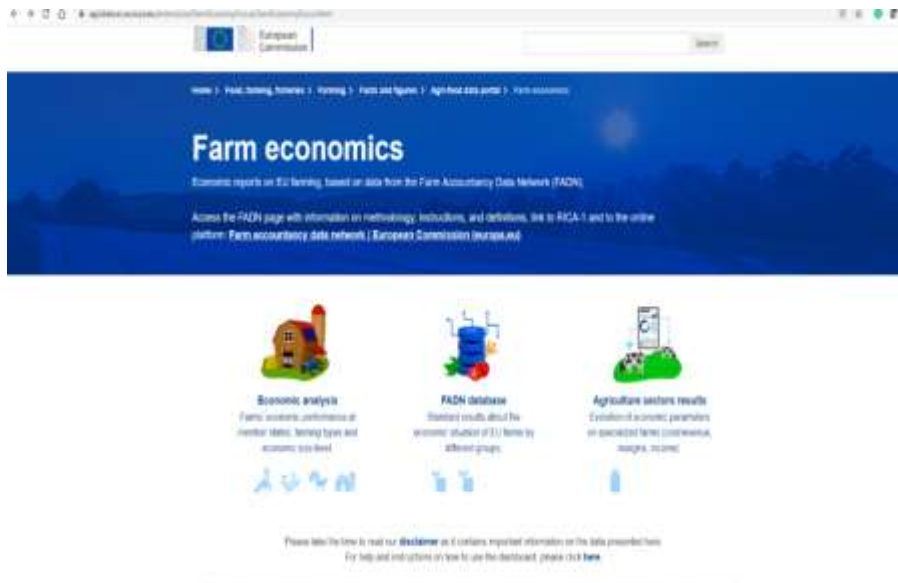 European
Commission
Search
Home > Food, farming, fisheries > Farming > Facts and figures > Agri-food data portal > Farm economics
Farm economics
Economic reports on EU farming, based on data from the Farm Accountancy Data Network (FADN).
Access the FADN page with information on methodology, instructions, and definitions, link to RICA-1 and to the online
platform: Farm accountancy data network | European Commission (europa.eu)
Economic analysis
Farms' economic performance at
member states, farming types and
economic size level
FADN database
Standard results about the
economic situation of EU farms by
different groups
Agriculture sectors results
Evolution of economic parameters
on specialized farms (costs/revenue,
margins, income)
Please take the time to read our disclaimer as it contains important information on the data presented here.
For help and instructions on how to use the dashboard, please click here.